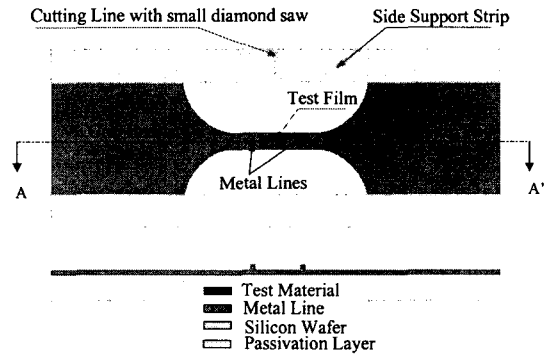 Cutting Line with small diamond saw
Side Support Strip
Test Film
Metal Lines
A
A'
Test Material
Metal Line
Silicon Wafer
Passivation Layer